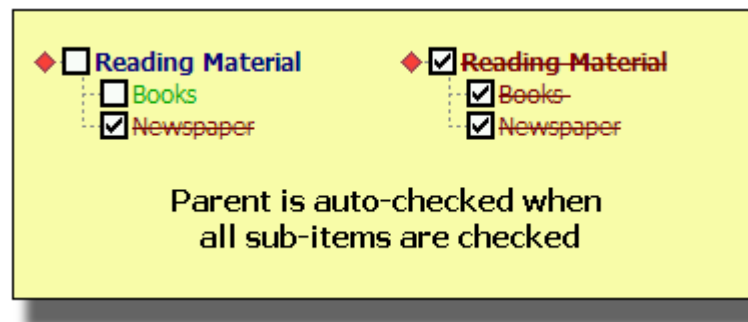 Reading Material
Books
Newspaper
Reading Material
Books
Newspaper
Parent is auto-checked when
all sub-items are checked